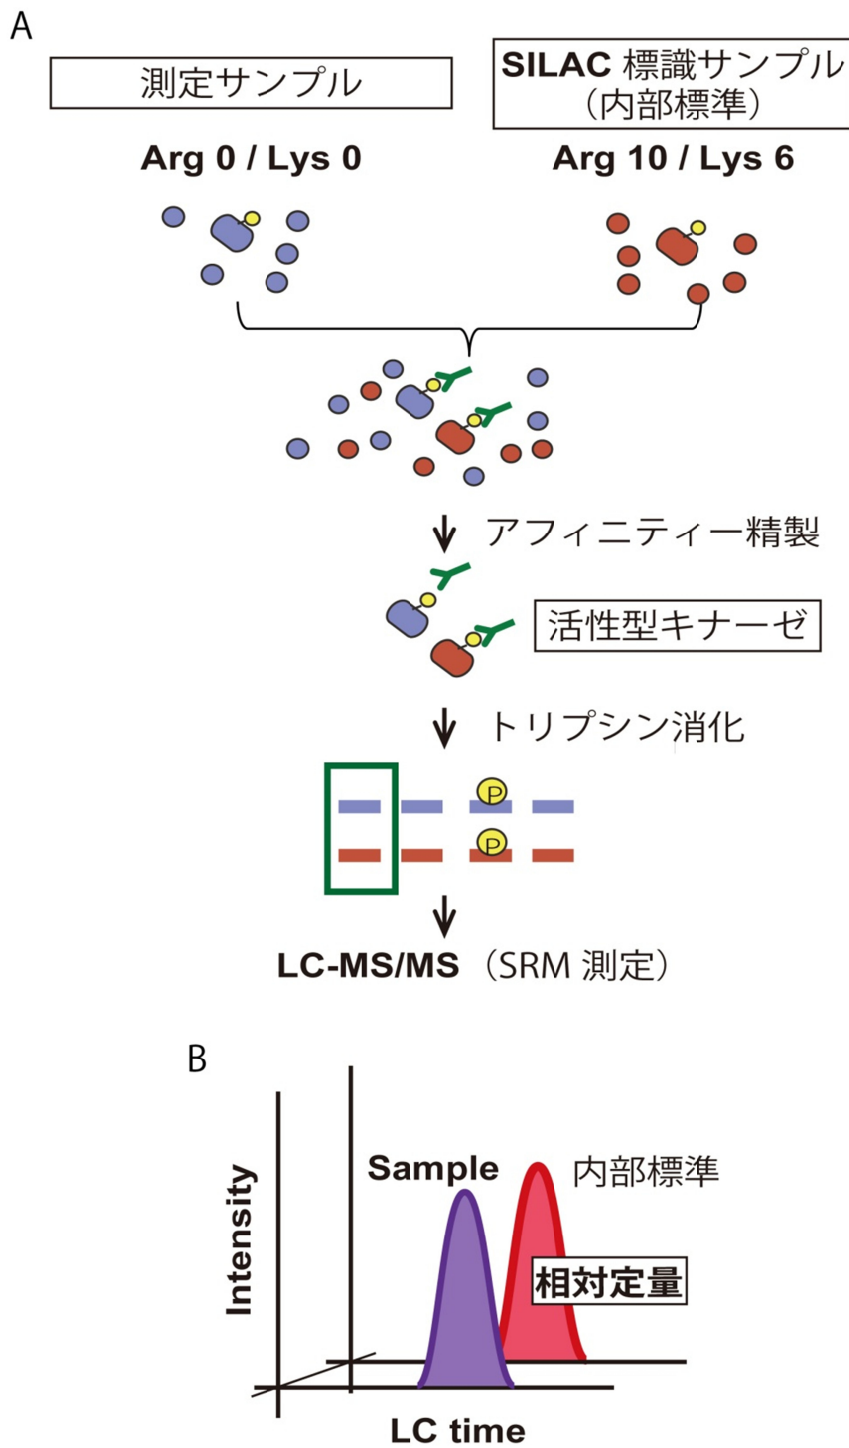 A
測定サンプル
SILAC 標識サンプル
（内部標準）
Arg 0 / Lys 0
Arg 10 / Lys 6
アフィニティー精製
活性型キナーゼ
トリプシン消化
P
P
LC-MS/MS（SRM 測定）
B
Sample
内部標準
相対定量
Intensity
LC time